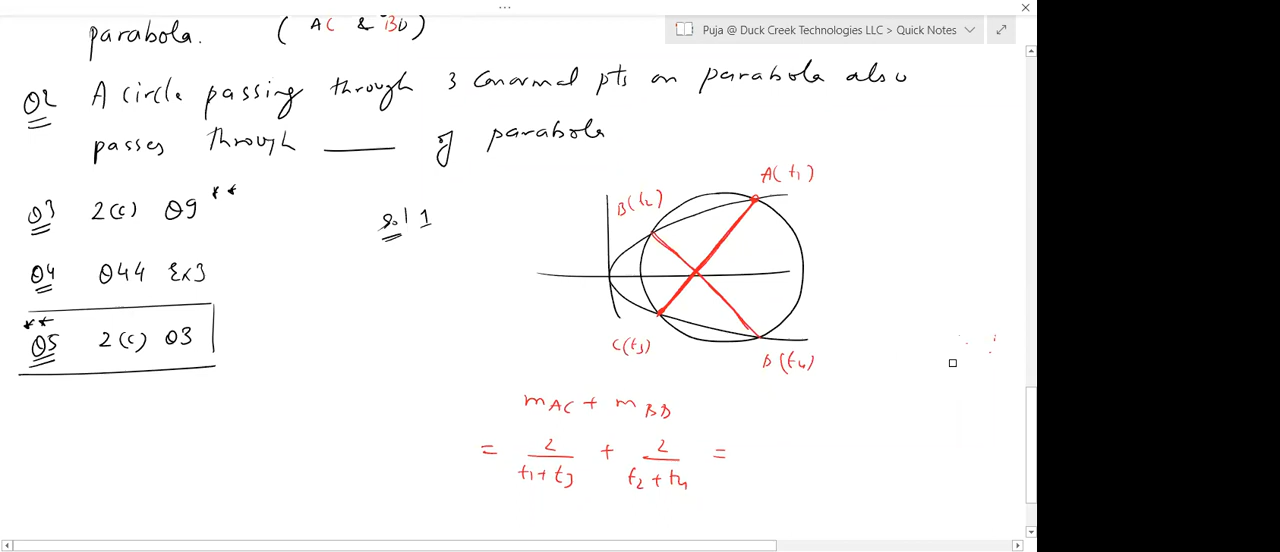 parabola. ( AC & BD )
Puja @ Duck Creek Technologies LLC > Quick Notes
Q2 A circle passing through 3 conormal pts on parabola also
passes through ____ of parabola
Q3 2(c) Q9 **
Q4 Q44 Ex3
** Q5 2(c) Q3
Sol 1
A(t₁)
B(t₂)
C(t₃)
D(t₄)
m_AC + m_BD
= 2/(t₁+t₃) + 2/(t₂+t₄) =